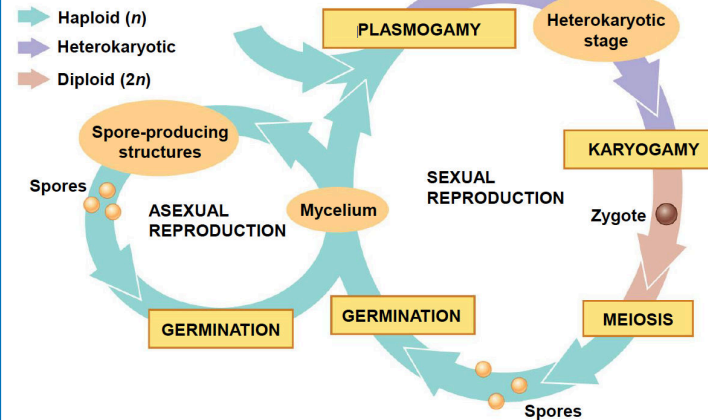 Haploid (n)
Heterokaryotic
Diploid (2n)
PLASMOGAMY
Heterokaryotic
stage
Spore-producing
structures
KARYOGAMY
Spores
SEXUAL
REPRODUCTION
ASEXUAL
REPRODUCTION
Mycelium
Zygote
GERMINATION
GERMINATION
MEIOSIS
Spores